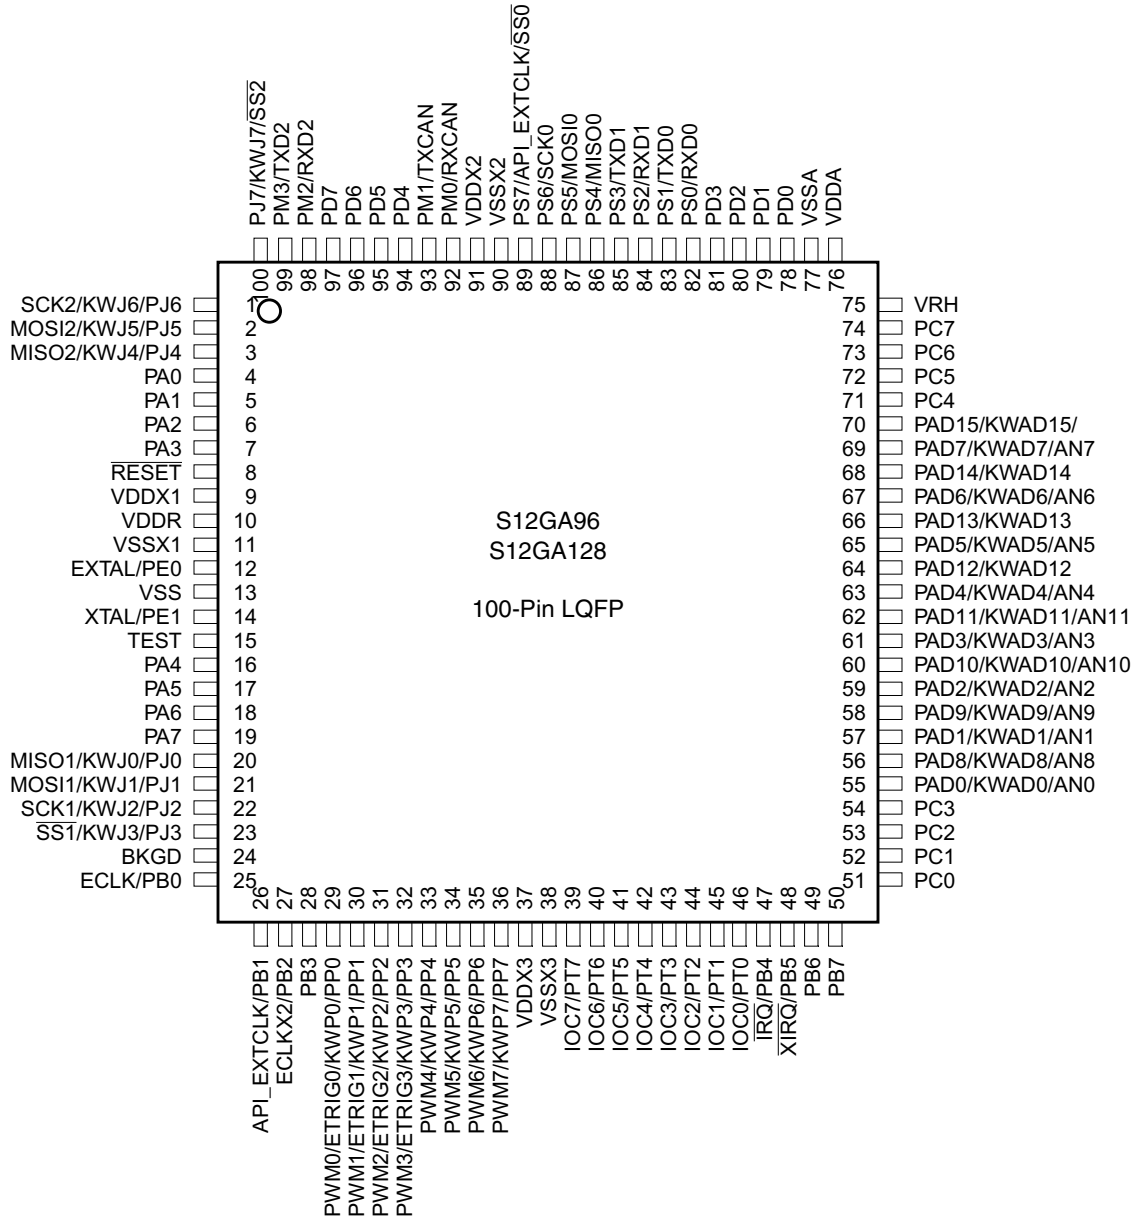 PJ7/KWJ7/SS2
PM3/TXD2
PM2/RXD2
PD7
PD6
PD5
PD4
PM1/TXCAN
PM0/RXCAN
VDDX2
VSSX2
PS7/API_EXTCLK/SS0
PS6/SCK0
PS5/MOSI0
PS4/MISO0
PS3/TXD1
PS2/RXD1
PS1/TXD0
PS0/RXD0
PD3
PD2
PD1
PD0
VSSA
VDDA
100
99
98
97
96
95
94
93
92
91
90
89
88
87
86
85
84
83
82
81
80
79
78
77
76
SCK2/KWJ6/PJ6 1
MOSI2/KWJ5/PJ5 2
MISO2/KWJ4/PJ4 3
PA0 4
PA1 5
PA2 6
PA3 7
RESET 8
VDDX1 9
VDDR 10
VSSX1 11
EXTAL/PE0 12
VSS 13
XTAL/PE1 14
TEST 15
PA4 16
PA5 17
PA6 18
PA7 19
MISO1/KWJ0/PJ0 20
MOSI1/KWJ1/PJ1 21
SCK1/KWJ2/PJ2 22
SS1/KWJ3/PJ3 23
BKGD 24
ECLK/PB0 25
S12GA96
S12GA128
100-Pin LQFP
75 VRH
74 PC7
73 PC6
72 PC5
71 PC4
70 PAD15/KWAD15/
69 PAD7/KWAD7/AN7
68 PAD14/KWAD14
67 PAD6/KWAD6/AN6
66 PAD13/KWAD13
65 PAD5/KWAD5/AN5
64 PAD12/KWAD12
63 PAD4/KWAD4/AN4
62 PAD11/KWAD11/AN11
61 PAD3/KWAD3/AN3
60 PAD10/KWAD10/AN10
59 PAD2/KWAD2/AN2
58 PAD9/KWAD9/AN9
57 PAD1/KWAD1/AN1
56 PAD8/KWAD8/AN8
55 PAD0/KWAD0/AN0
54 PC3
53 PC2
52 PC1
51 PC0
26
27
28
29
30
31
32
33
34
35
36
37
38
39
40
41
42
43
44
45
46
47
48
49
50
API_EXTCLK/PB1
ECLKX2/PB2
PB3
PWM0/ETRIG0/KWP0/PP0
PWM1/ETRIG1/KWP1/PP1
PWM2/ETRIG2/KWP2/PP2
PWM3/ETRIG3/KWP3/PP3
PWM4/KWP4/PP4
PWM5/KWP5/PP5
PWM6/KWP6/PP6
PWM7/KWP7/PP7
VDDX3
VSSX3
IOC7/PT7
IOC6/PT6
IOC5/PT5
IOC4/PT4
IOC3/PT3
IOC2/PT2
IOC1/PT1
IOC0/PT0
IRQ/PB4
XIRQ/PB5
PB6
PB7